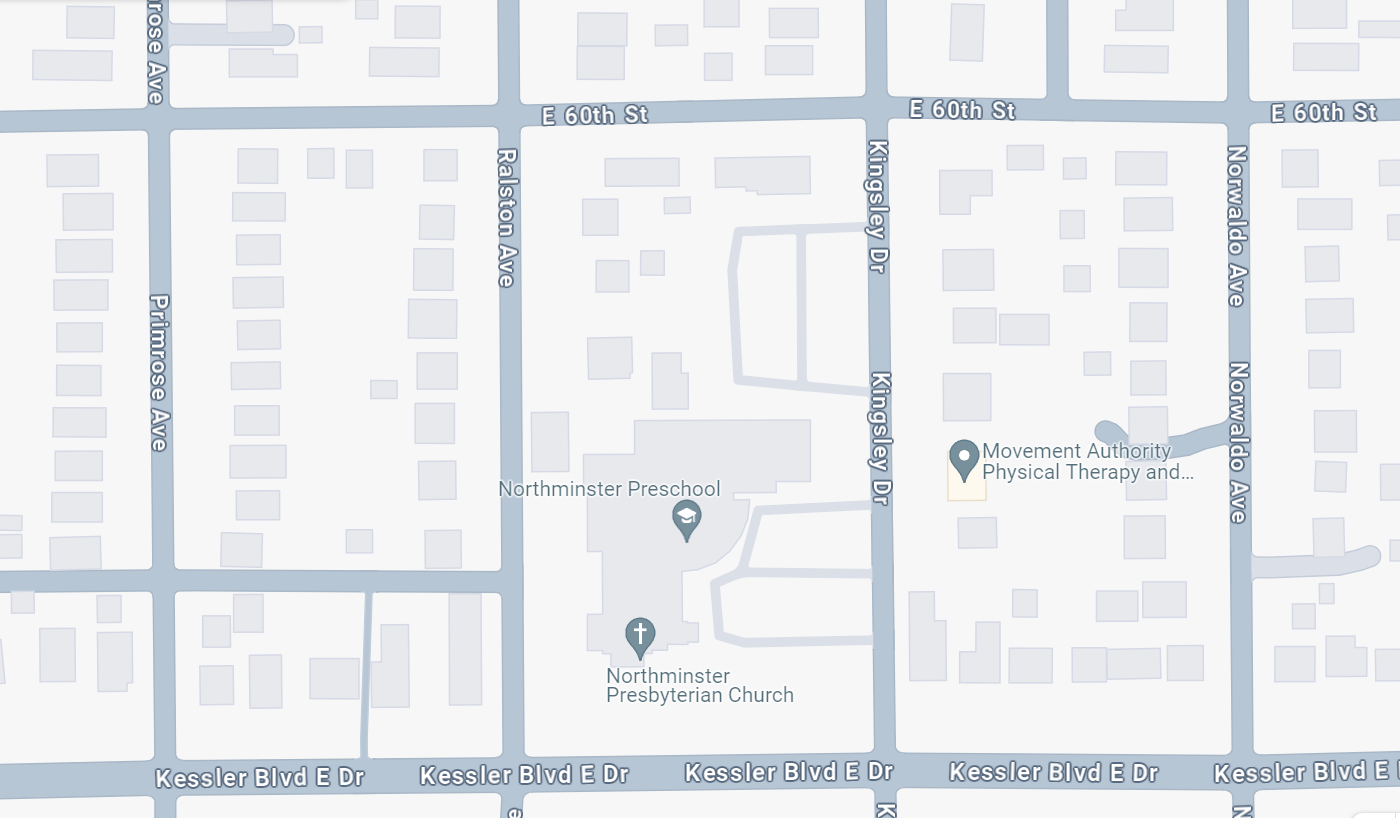 rose Ave
E 60th St
E 60th St
E 60th St
Ralston Ave
Kingsley Dr
Norwaldo Ave
Primrose Ave
Kingsley Dr
Norwaldo Ave
Movement Authority
Physical Therapy and...
Northminster Preschool
Northminster
Presbyterian Church
Kessler Blvd E Dr
Kessler Blvd E Dr
Kessler Blvd E Dr
Kessler Blvd E Dr
Kessler Blvd E
e
K
N